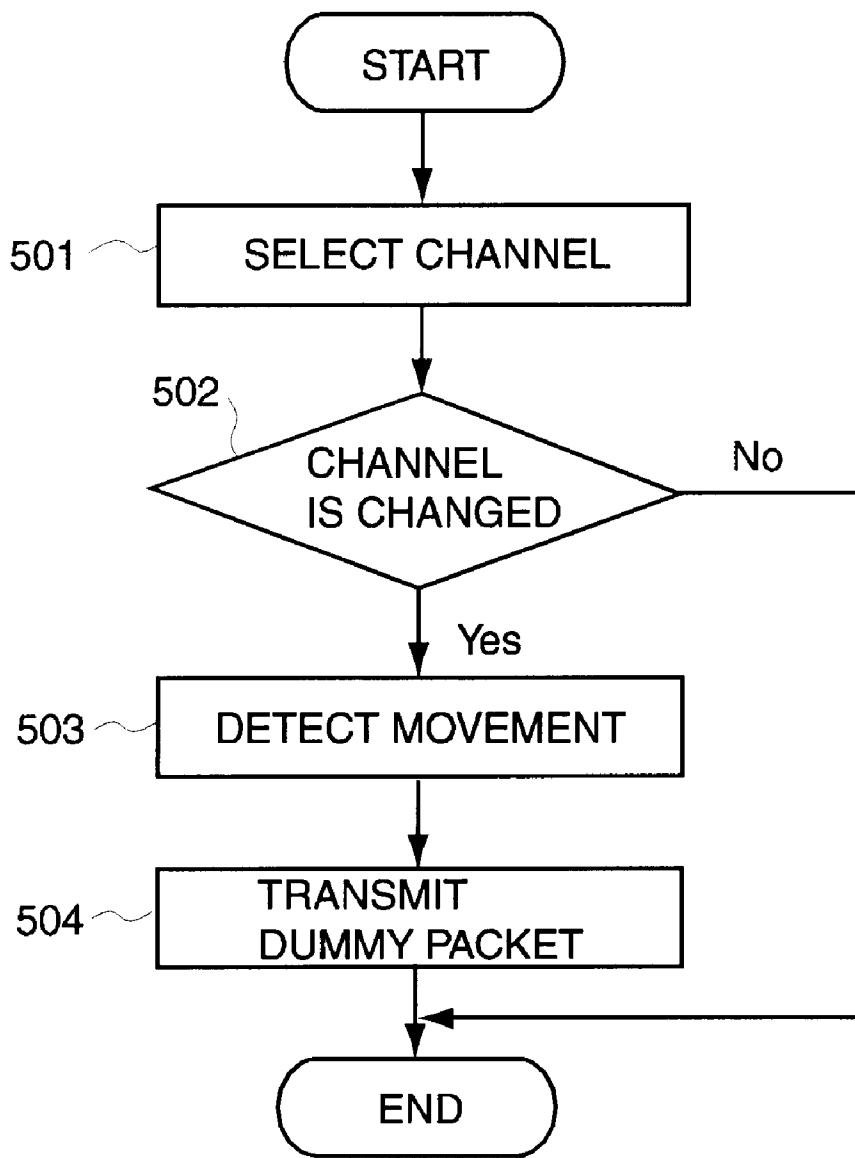 START
501
SELECT CHANNEL
502
CHANNEL
IS CHANGED
No
Yes
503
DETECT MOVEMENT
504
TRANSMIT
DUMMY PACKET
END